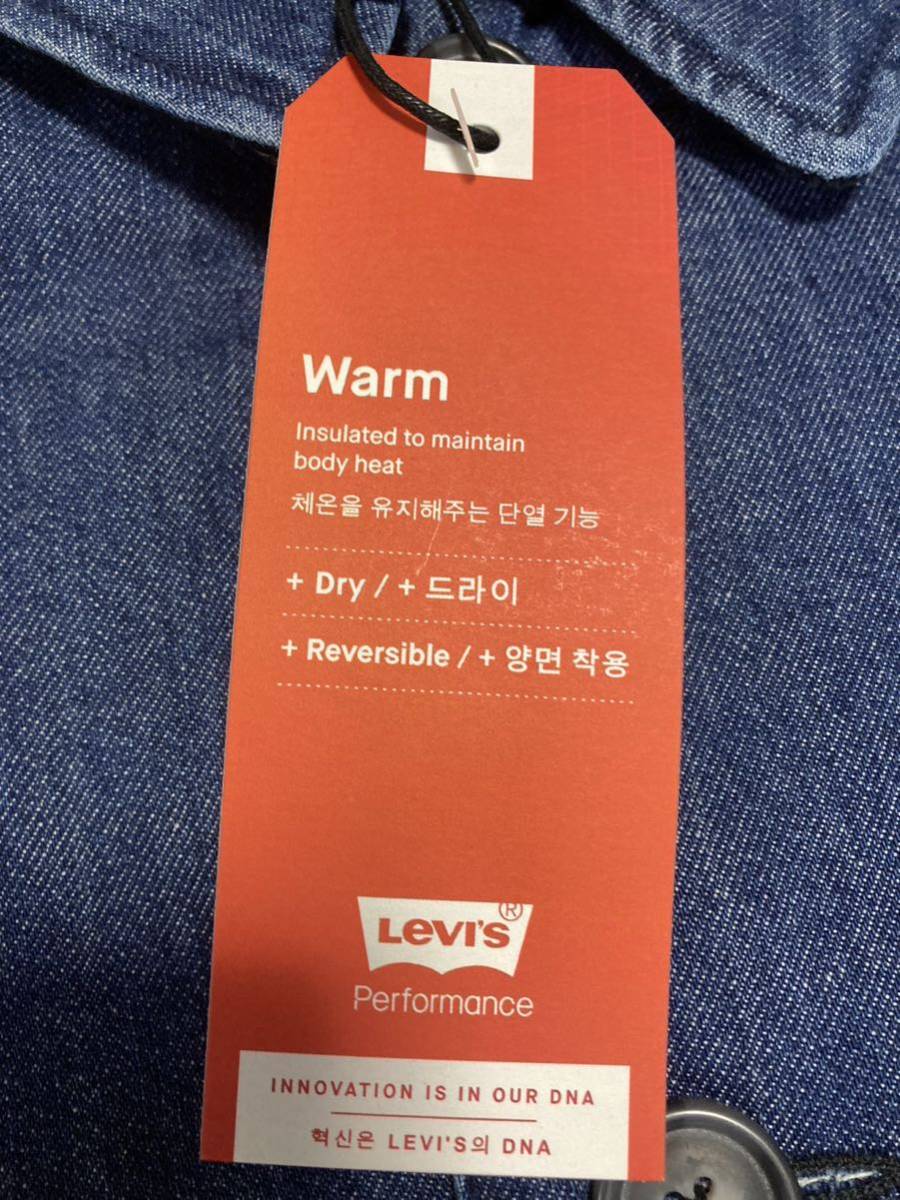 Warm
Insulated to maintain
body heat
체온을 유지해주는 단열 기능
+ Dry / + 드라이
+ Reversible / + 양면 착용
LEVI'S®
Performance
INNOVATION IS IN OUR DNA
혁신은 LEVI'S의 DNA